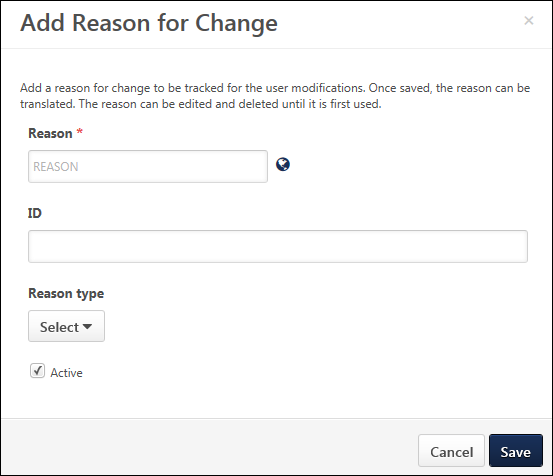 Add Reason for Change
×
Add a reason for change to be tracked for the user modifications. Once saved, the reason can be
translated. The reason can be edited and deleted until it is first used.
Reason *
REASON
ID
Reason type
Select
Active
Cancel
Save